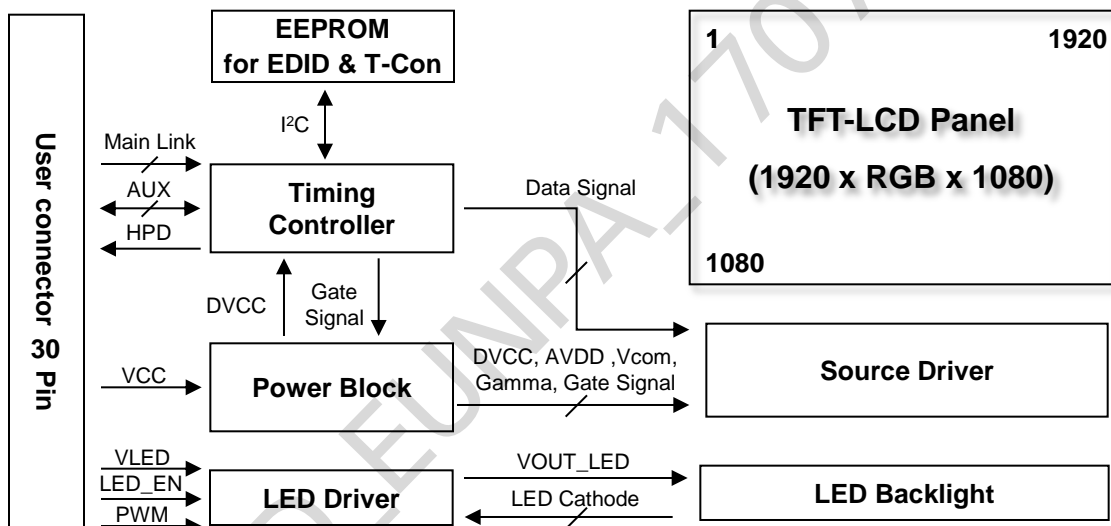 EEPROM
for EDID & T-Con
1 1920
TFT-LCD Panel
(1920 x RGB x 1080)
1080
User connector 30 Pin
I²C
Main Link
AUX
HPD
Timing
Controller
Data Signal
DVCC
Gate
Signal
VCC
Power Block
DVCC, AVDD ,Vcom,
Gamma, Gate Signal
Source Driver
VLED
LED_EN
PWM
LED Driver
VOUT_LED
LED Cathode
LED Backlight